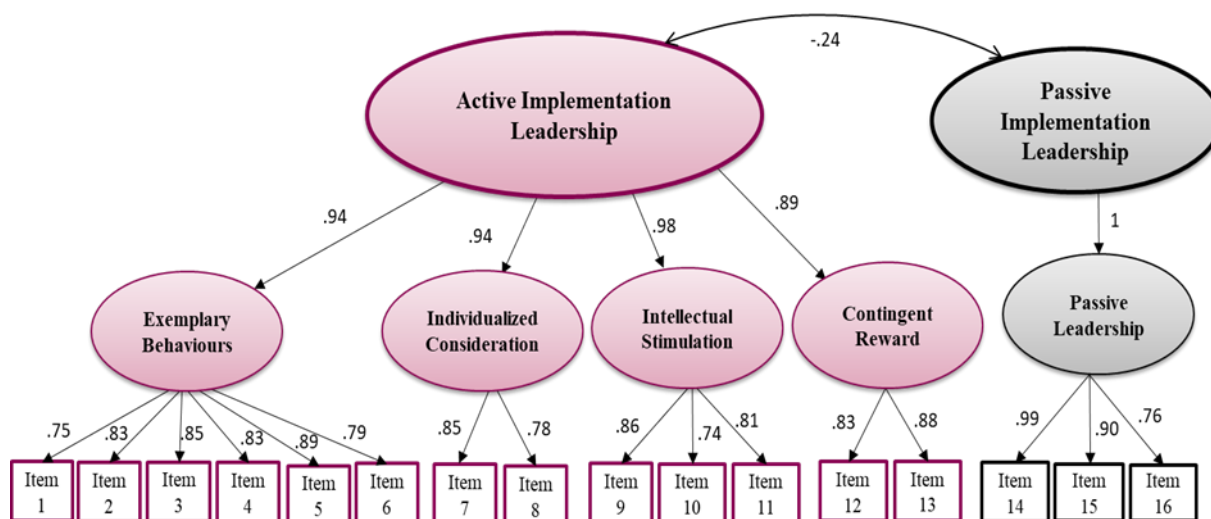 -.24
Active Implementation
Leadership
Passive
Implementation
Leadership
.94
.94
.98
.89
1
Exemplary
Behaviours
Individualized
Consideration
Intellectual
Stimulation
Contingent
Reward
Passive
Leadership
.75
.83
.85
.83
.89
.79
.85
.78
.86
.74
.81
.83
.88
.99
.90
.76
Item
1
Item
2
Item
3
Item
4
Item
5
Item
6
Item
7
Item
8
Item
9
Item
10
Item
11
Item
12
Item
13
Item
14
Item
15
Item
16